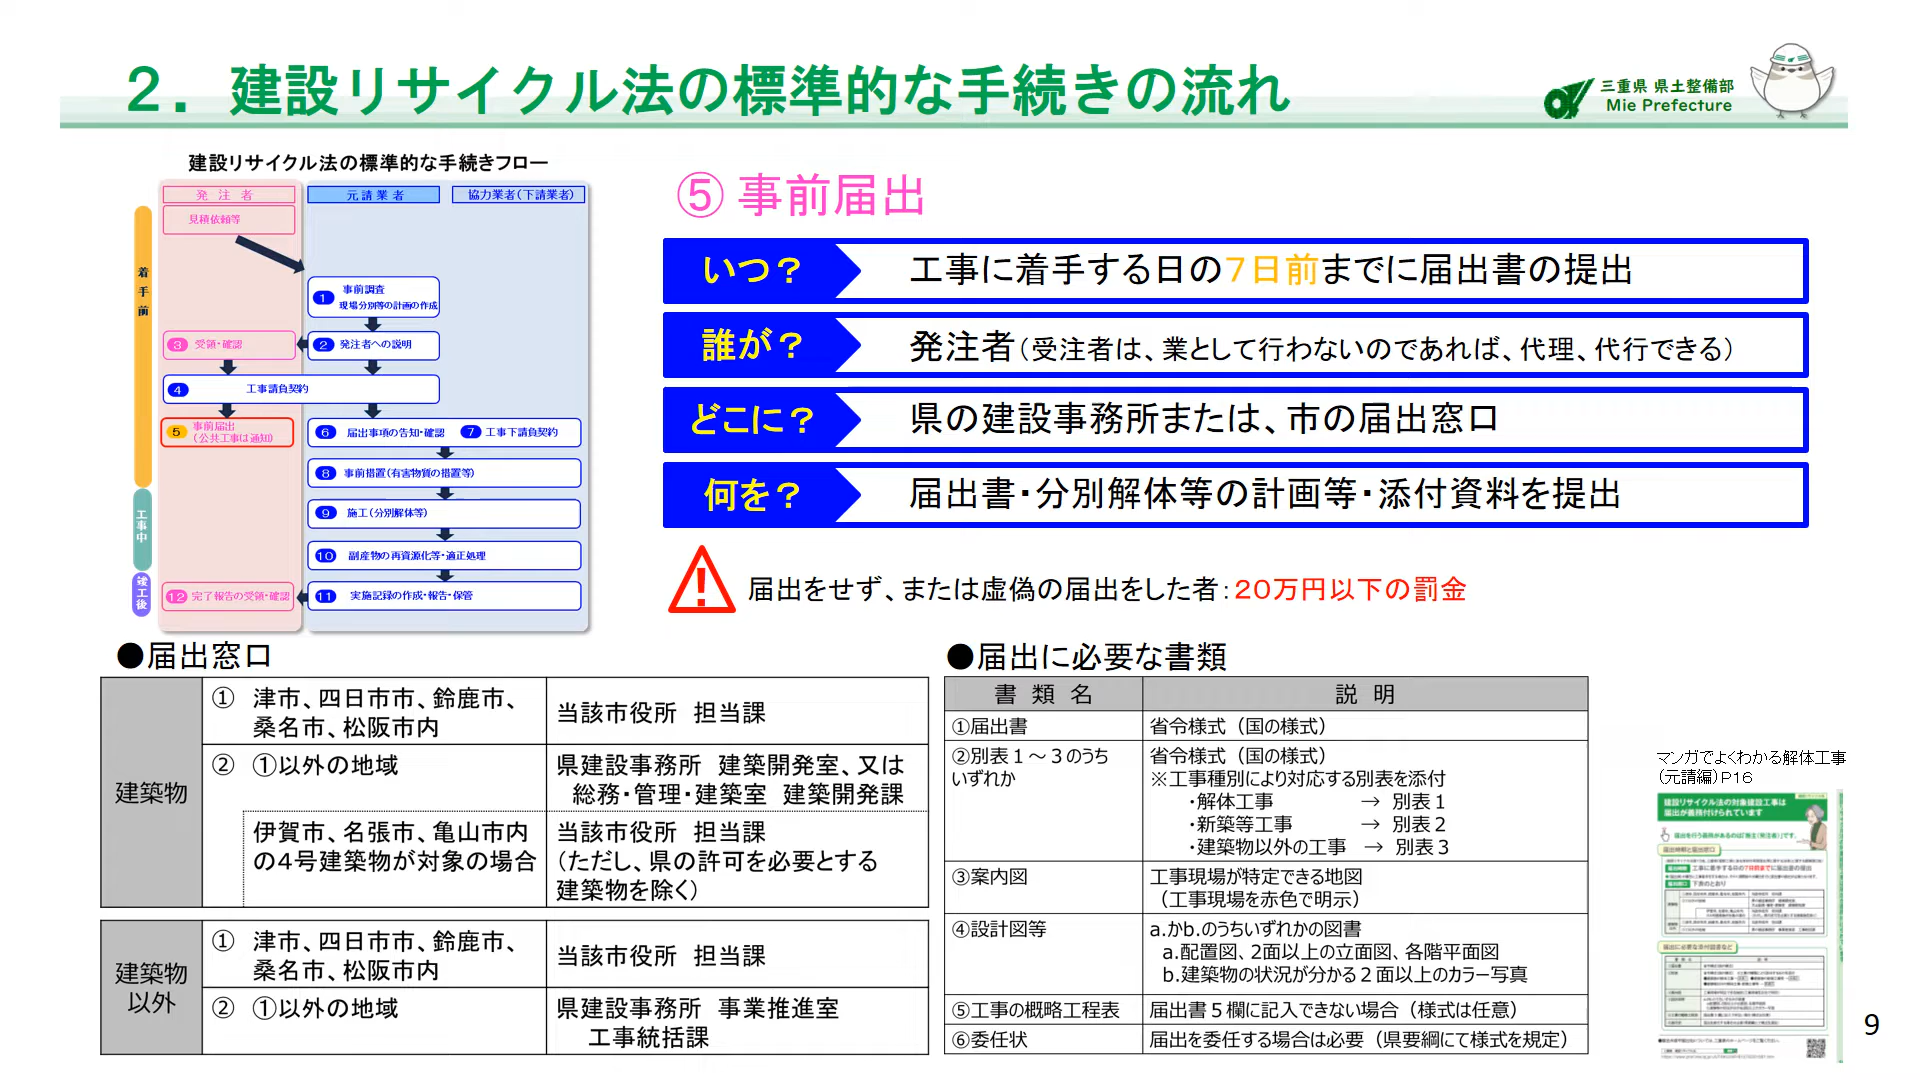 ２．建設リサイクル法の標準的な手続きの流れ
三重県 県土整備部
Mie Prefecture
建設リサイクル法の標準的な手続きフロー
発 注 者
元 請 業 者
協力業者(下請業者)
着手前
工事中
竣工後
見積依頼等
1 事前調査
現場分別等の計画の作成
3 受領・確認
2 発注者への説明
4 工事請負契約
5 事前届出
(公共工事は通知)
6 届出事項の告知・確認 7 工事下請負契約
8 事前措置(有害物質の措置等)
9 施工(分別解体等)
10 副産物の再資源化等・適正処理
12 完了報告の受領・確認
11 実施記録の作成・報告・保管
⑤ 事前届出
いつ？ 工事に着手する日の７日前までに届出書の提出
誰が？ 発注者（受注者は、業として行わないのであれば、代理、代行できる）
どこに？ 県の建設事務所または、市の届出窓口
何を？ 届出書・分別解体等の計画等・添付資料を提出
届出をせず、または虚偽の届出をした者：２０万円以下の罰金
●届出窓口
建築物
① 津市、四日市市、鈴鹿市、
桑名市、松阪市内
当該市役所 担当課
② ①以外の地域
県建設事務所 建築開発室、又は
総務・管理・建築室 建築開発課
伊賀市、名張市、亀山市内
の４号建築物が対象の場合
当該市役所 担当課
（ただし、県の許可を必要とする
建築物を除く）
建築物
以外
① 津市、四日市市、鈴鹿市、
桑名市、松阪市内
当該市役所 担当課
② ①以外の地域
県建設事務所 事業推進室
工事統括課
●届出に必要な書類
書 類 名 説 明
①届出書 省令様式（国の様式）
②別表１～３のうち
いずれか
省令様式（国の様式）
※工事種別により対応する別表を添付
・解体工事 → 別表１
・新築等工事 → 別表２
・建築物以外の工事 → 別表３
③案内図
工事現場が特定できる地図
（工事現場を赤色で明示）
④設計図等
a.かb.のうちいずれかの図書
a.配置図、2面以上の立面図、各階平面図
b.建築物の状況が分かる２面以上のカラー写真
⑤工事の概略工程表 届出書５欄に記入できない場合（様式は任意）
⑥委任状 届出を委任する場合は必要（県要綱にて様式を規定）
マンガでよくわかる解体工事
（元請編）Ｐ１６
建設リサイクル法の対象建設工事は
届出が義務付けられています
9